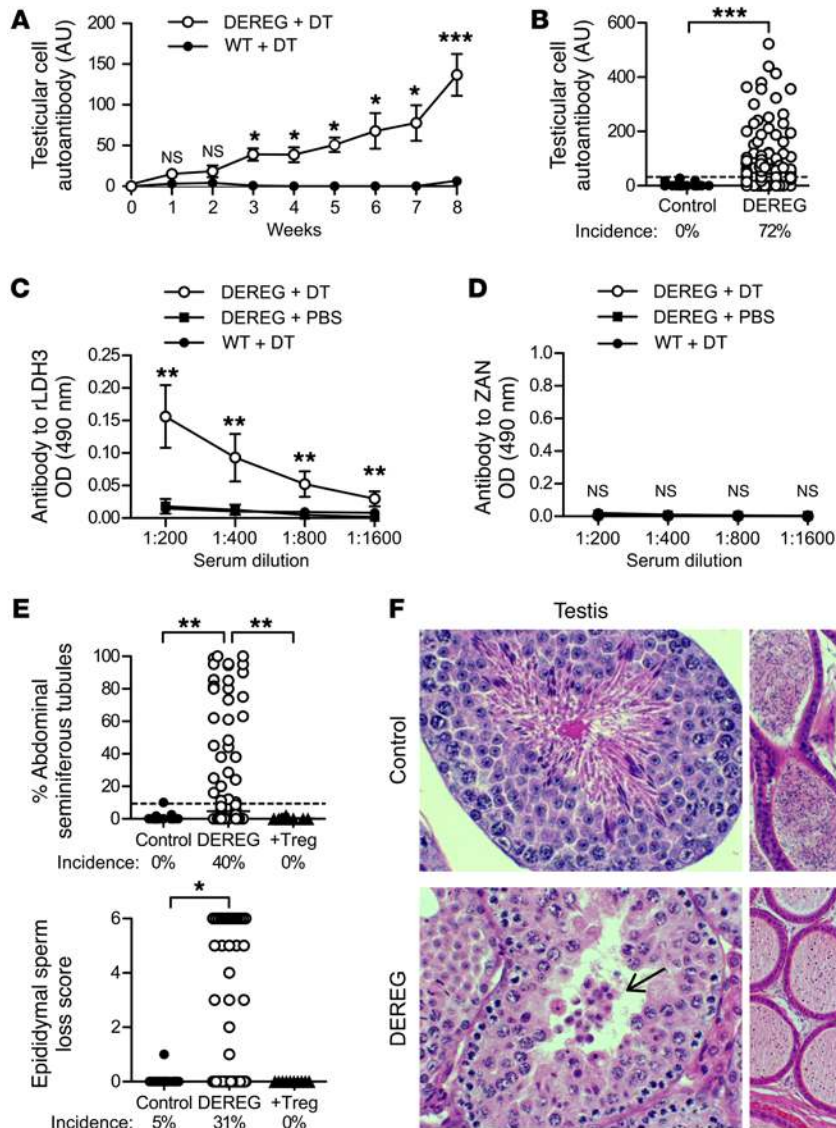 A
DEREG + DT
WT + DT
Testicular cell
autoantibody (AU)
200
150
100
50
0
NS
NS
*
*
*
*
*
***
0 1 2 3 4 5 6 7 8
Weeks
B
***
Testicular cell
autoantibody (AU)
600
400
200
0
Control DEREG
Incidence: 0% 72%
C
DEREG + DT
DEREG + PBS
WT + DT
Antibody to rLDH3
OD (490 nm)
0.25
0.20
0.15
0.10
0.05
0.00
**
**
**
**
1:200 1:400 1:800 1:1600
Serum dilution
D
DEREG + DT
DEREG + PBS
WT + DT
Antibody to ZAN
OD (490 nm)
1.0
0.8
0.6
0.4
0.2
0.0
NS NS NS NS
1:200 1:400 1:800 1:1600
Serum dilution
E
** **
% Abdominal
seminiferous tubules
100
80
60
40
20
0
Control DEREG +Treg
Incidence: 0% 40% 0%
*
Epididymal sperm
loss score
6
4
2
0
Control DEREG +Treg
Incidence: 5% 31% 0%
F
Testis
Control
DEREG